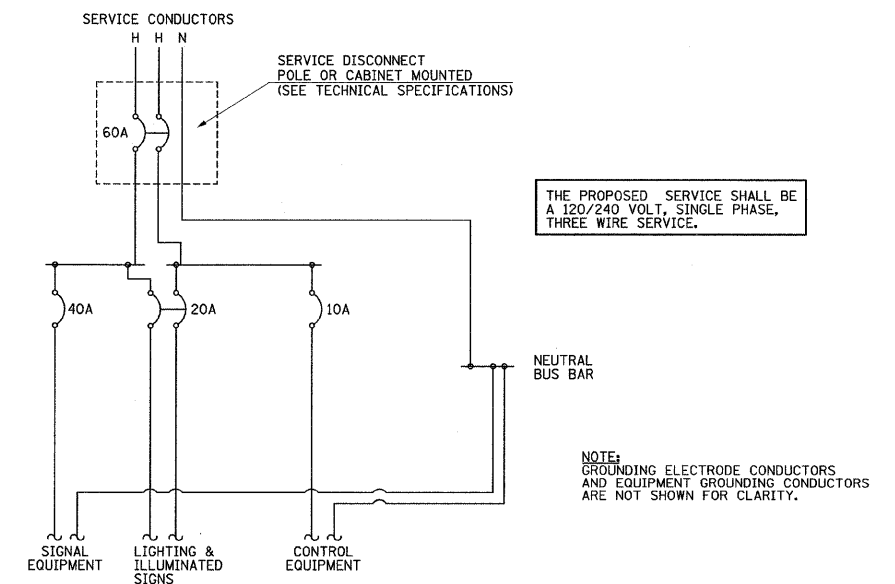 SERVICE CONDUCTORS
H H N
SERVICE DISCONNECT
POLE OR CABINET MOUNTED
(SEE TECHNICAL SPECIFICATIONS)
60A
THE PROPOSED SERVICE SHALL BE
A 120/240 VOLT, SINGLE PHASE,
THREE WIRE SERVICE.
40A
20A
10A
NEUTRAL
BUS BAR
NOTE:
GROUNDING ELECTRODE CONDUCTORS
AND EQUIPMENT GROUNDING CONDUCTORS
ARE NOT SHOWN FOR CLARITY.
SIGNAL
EQUIPMENT
LIGHTING &
ILLUMINATED
SIGNS
CONTROL
EQUIPMENT